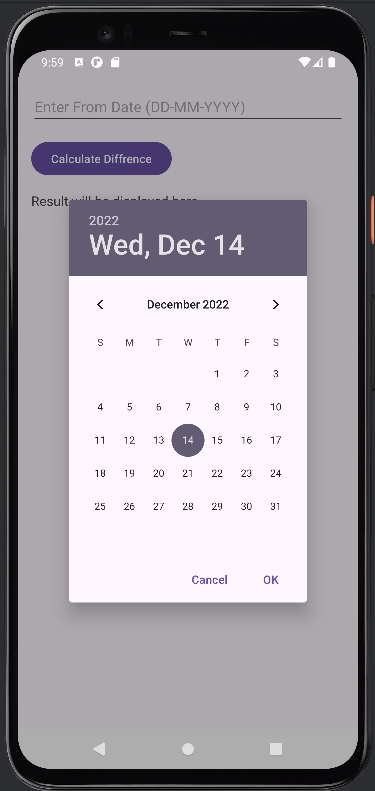 9:59
Enter From Date (DD-MM-YYYY)
Calculate Diffrence
Result will be displayed here
2022
Wed, Dec 14
December 2022
S M T W T F S
1 2 3
4 5 6 7 8 9 10
11 12 13 14 15 16 17
18 19 20 21 22 23 24
25 26 27 28 29 30 31
Cancel OK